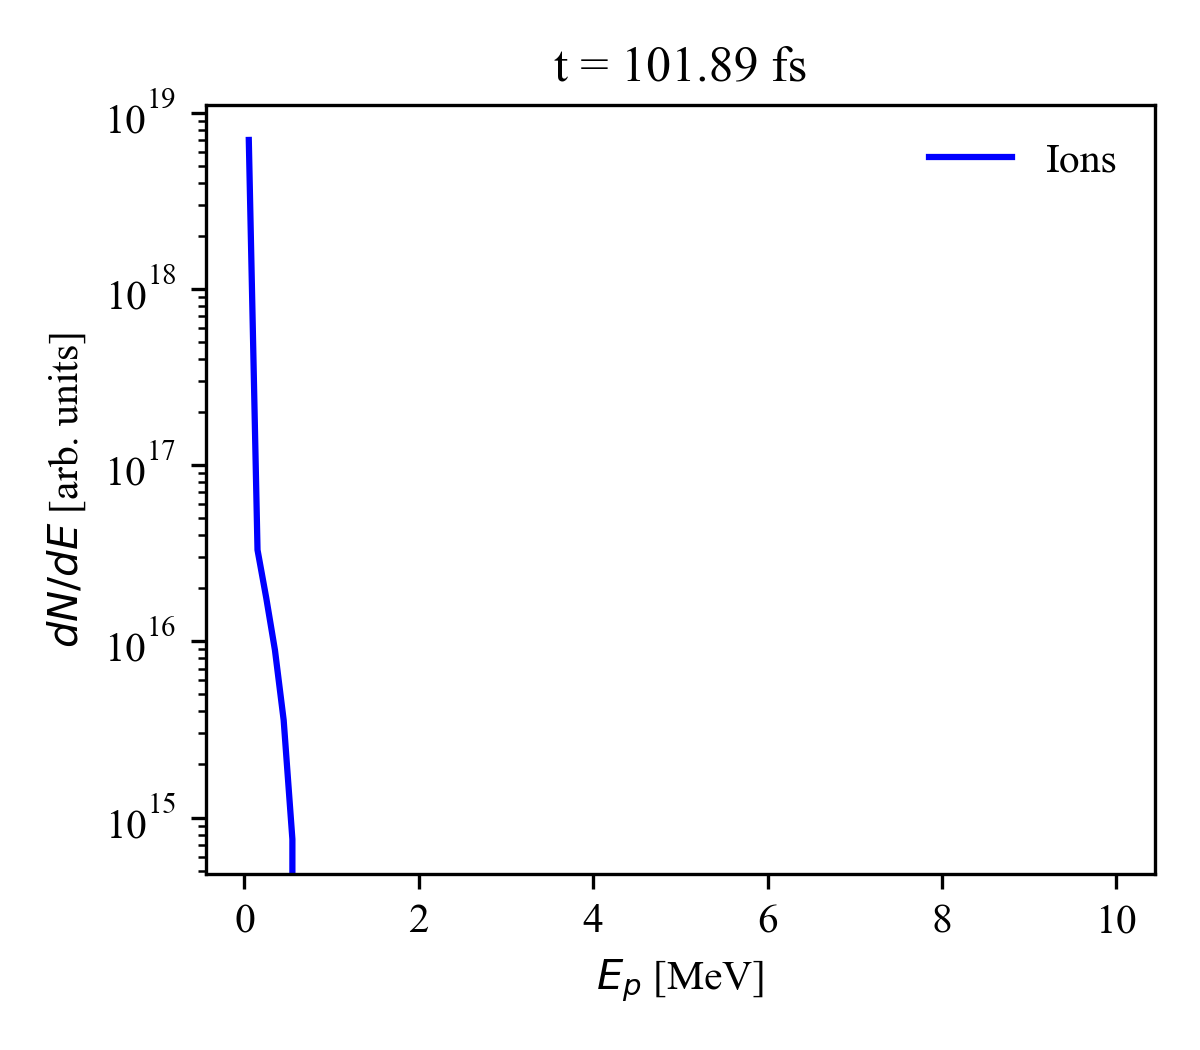 t = 101.89 fs
10^19
10^18
10^17
10^16
10^15
dN/dE [arb. units]
Ions
0 2 4 6 8 10
E_p [MeV]